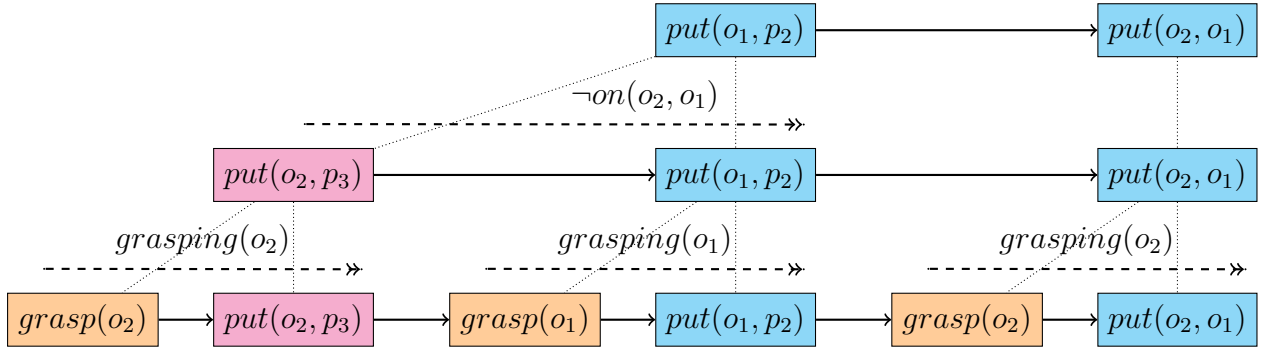 put(o₁, p₂) put(o₂, o₁)
¬on(o₂, o₁)
put(o₂, p₃) put(o₁, p₂) put(o₂, o₁)
grasping(o₂) grasping(o₁) grasping(o₂)
grasp(o₂) put(o₂, p₃) grasp(o₁) put(o₁, p₂) grasp(o₂) put(o₂, o₁)